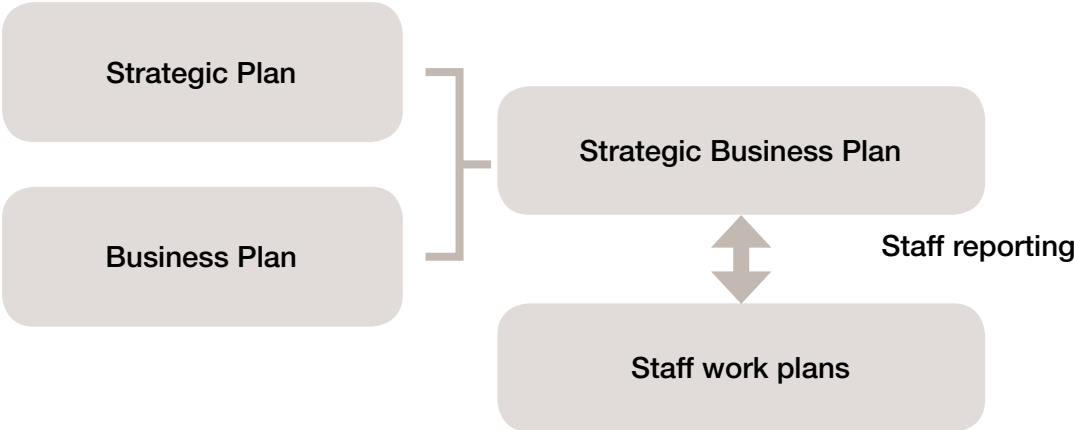 Strategic Plan
Strategic Business Plan
Business Plan
Staff reporting
Staff work plans